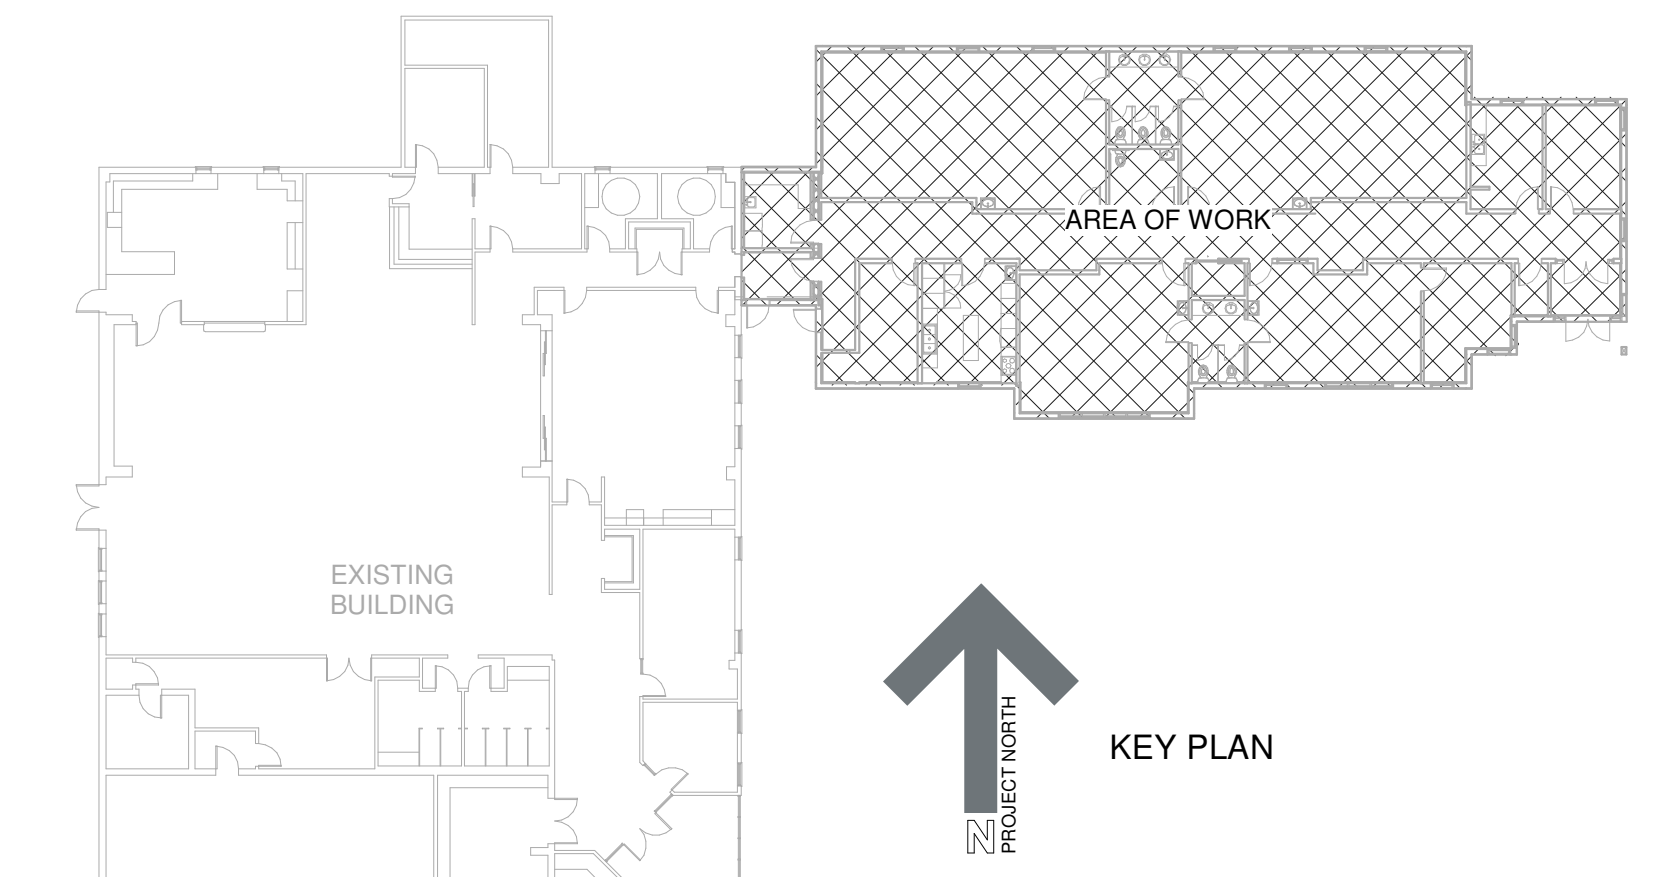 AREA OF WORK
EXISTING
BUILDING
KEY PLAN
PROJECT NORTH
N